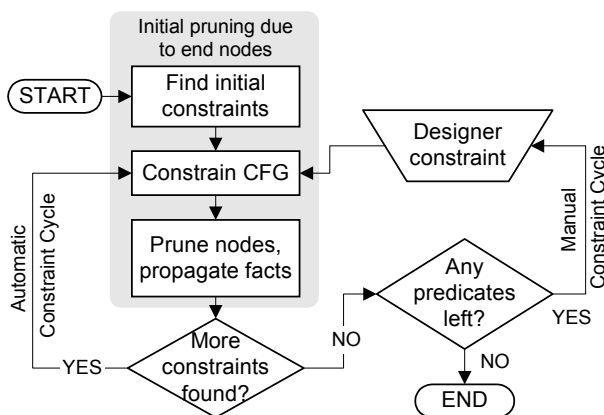 Initial pruning due
to end nodes
START
Find initial
constraints
Constrain CFG
Designer
constraint
Prune nodes,
propagate facts
Automatic
Constraint Cycle
Manual
Constraint Cycle
Any
predicates
left?
YES
NO
More
constraints
found?
YES
NO
END